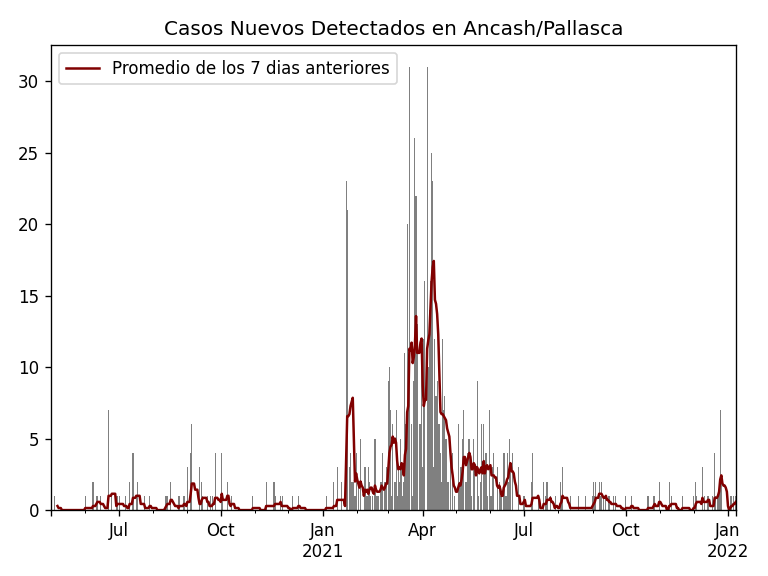 Casos Nuevos Detectados en Ancash/Pallasca
Promedio de los 7 dias anteriores
30
25
20
15
10
5
0
Jul Oct Jan Apr Jul Oct Jan
2021 2022